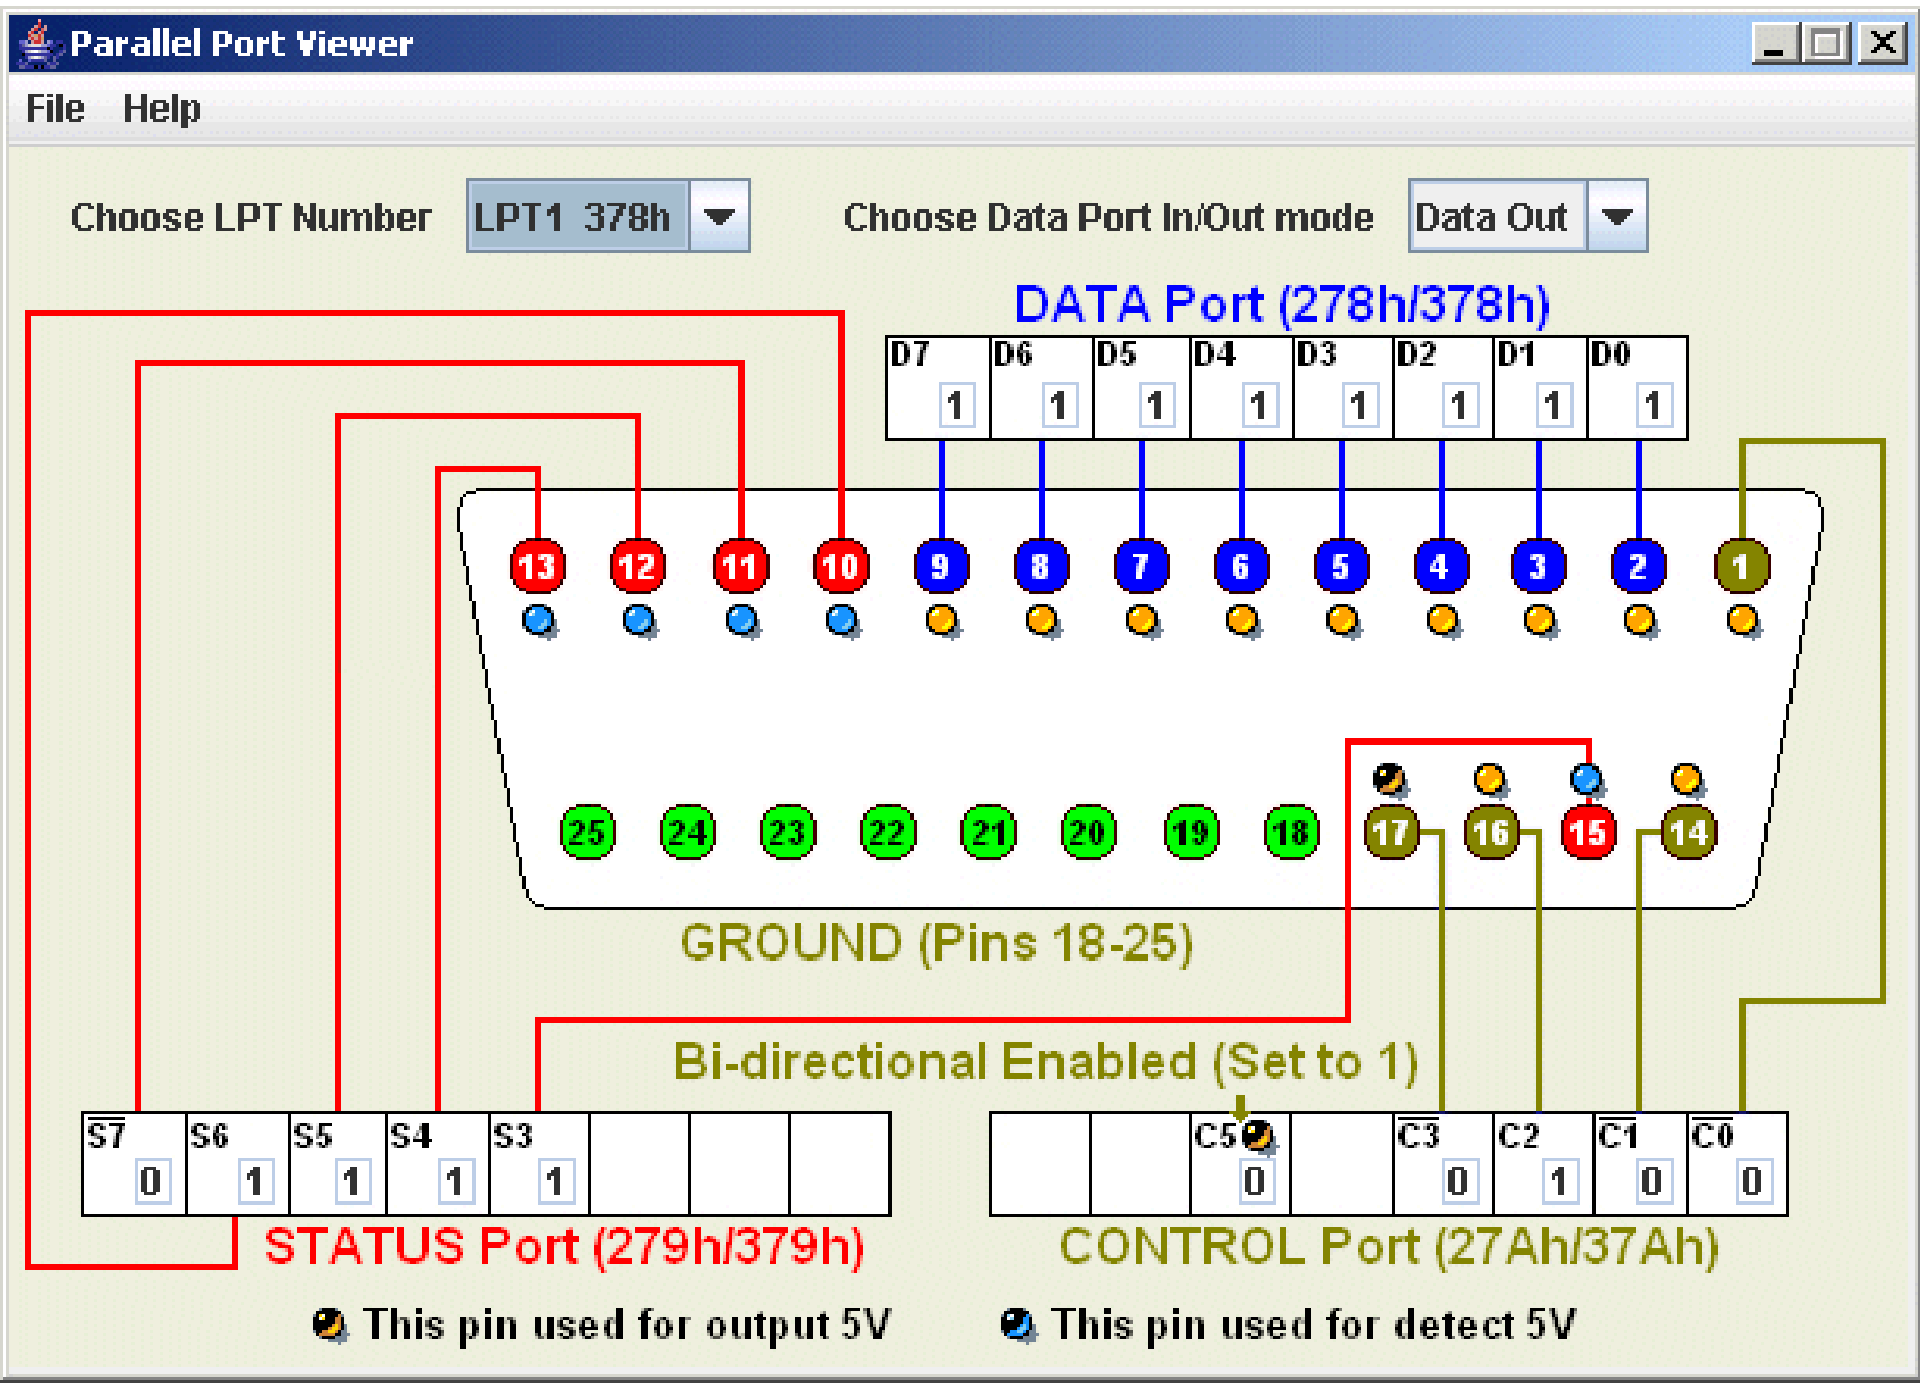 Parallel Port Viewer
File Help
Choose LPT Number LPT1 378h Choose Data Port In/Out mode Data Out
DATA Port (278h/378h)
D7 D6 D5 D4 D3 D2 D1 D0
1 1 1 1 1 1 1 1
13 12 11 10 9 8 7 6 5 4 3 2 1
25 24 23 22 21 20 19 18 17 16 15 14
GROUND (Pins 18-25)
Bi-directional Enabled (Set to 1)
S7 S6 S5 S4 S3 C5 C3 C2 C1 C0
0 1 1 1 1 0 0 1 0 0
STATUS Port (279h/379h) CONTROL Port (27Ah/37Ah)
This pin used for output 5V This pin used for detect 5V